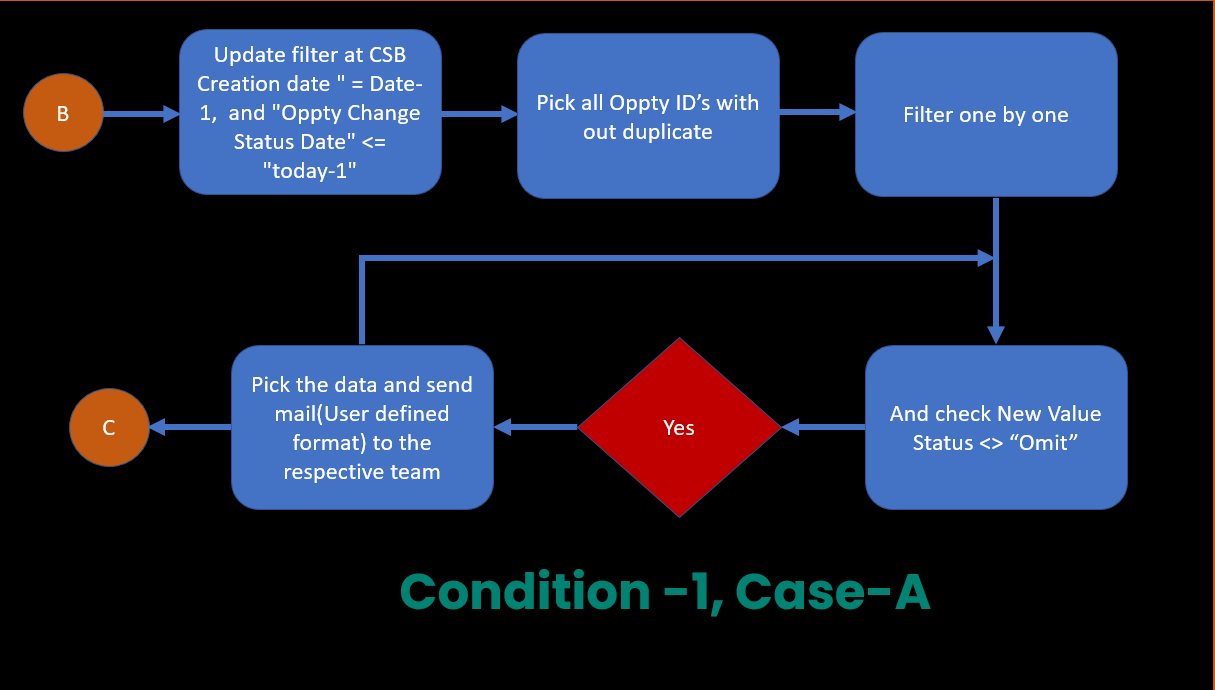 B
Update filter at CSB
Creation date " = Date-
1,  and "Oppty Change
Status Date" <=
"today-1"
Pick all Oppty ID’s with
out duplicate
Filter one by one
C
Pick the data and send
mail(User defined
format) to the
respective team
Yes
And check New Value
Status <> “Omit”
Condition -1, Case-A